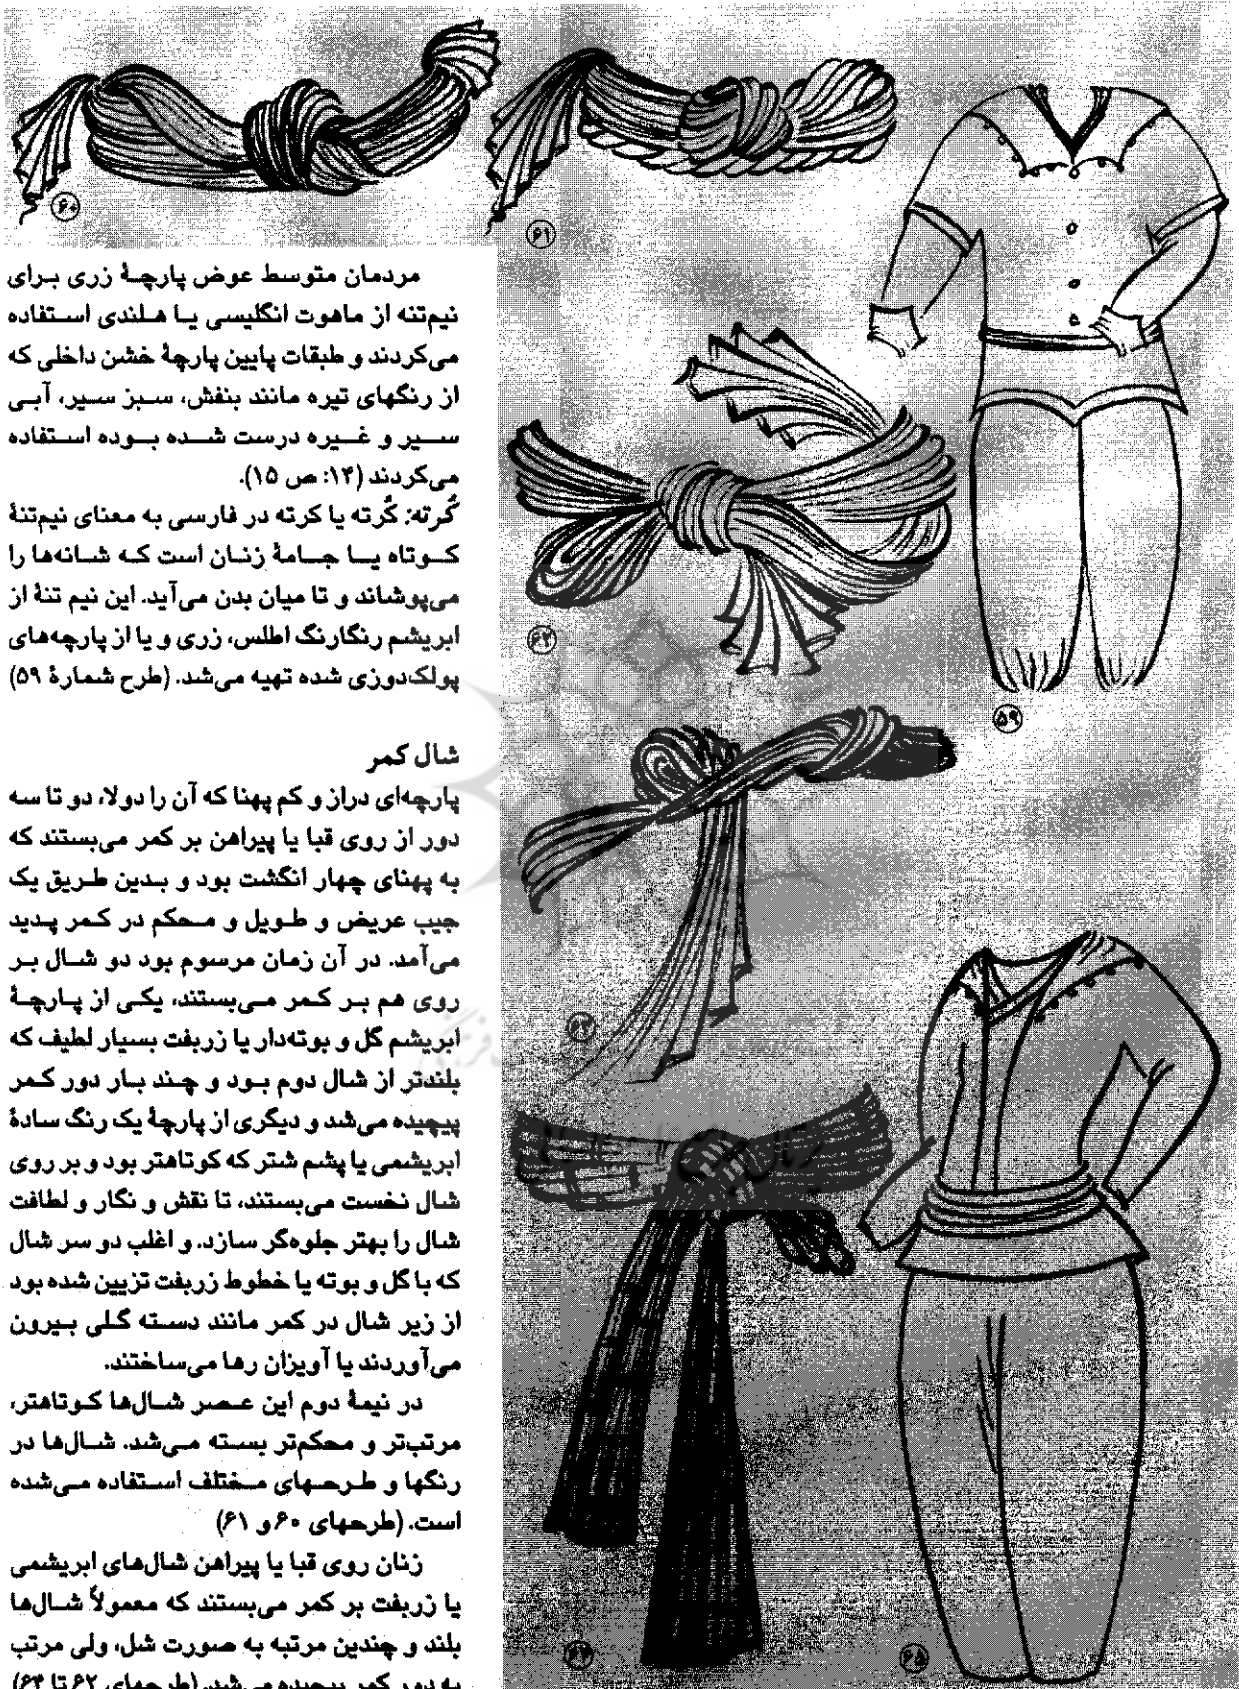 ۶۰
۶۱
مردمان متوسط عوض پارچهٔ زری برای
نیم‌تنه از ماهوت انگلیسی یا هلندی استفاده
می‌کردند و طبقات پایین پارچهٔ خشن داخلی که
از رنگهای تیره مانند بنفش، سبز سیر، آبی
سیر و غیره درست شده بوده استفاده
می‌کردند (۱۴: ص ۱۵).
کُرته: کُرته یا کرته در فارسی به معنای نیم‌تنهٔ
کوتاه یا جامهٔ زنان است که شانه‌ها را
می‌پوشاند و تا میان بدن می‌آید. این نیم تنهٔ از
ابریشم رنگارنگ اطلس، زری و یا از پارچه‌های
پولک‌دوزی شده تهیه می‌شد. (طرح شمارهٔ ۵۹)
شال کمر
پارچه‌ای دراز و کم پهنا که آن را دولا، دو تا سه
دور از روی قبا یا پیراهن بر کمر می‌بستند که
به پهنای چهار انگشت بود و بدین طریق یک
جیب عریض و طویل و محکم در کمر پدید
می‌آمد. در آن زمان مرسوم بود دو شال بر
روی هم بر کمر می‌بستند، یکی از پارچهٔ
ابریشم گل و بوته‌دار یا زربفت بسیار لطیف که
بلندتر از شال دوم بود و چند بار دور کمر
پیچیده می‌شد و دیگری از پارچهٔ یک رنگ سادهٔ
ابریشمی یا پشم شتر که کوتاهتر بود و بر روی
شال نخست می‌بستند، تا نقش و نگار و لطافت
شال را بهتر جلوه‌گر سازد. و اغلب دو سر شال
که با گل و بوته یا خطوط زربفت تزیین شده بود
از زیر شال در کمر مانند دسته گلی بیرون
می‌آوردند یا آویزان رها می‌ساختند.
در نیمهٔ دوم این عصر شال‌ها کوتاهتر،
مرتب‌تر و محکم‌تر بسته می‌شد. شال‌ها در
رنگها و طرحهای مختلف استفاده می‌شده
است. (طرحهای ۶۰ و ۶۱)
زنان روی قبا یا پیراهن شال‌های ابریشمی
یا زربفت بر کمر می‌بستند که معمولاً شال‌ها
بلند و چندین مرتبه به صورت شل، ولی مرتب
به دور کمر پیچیده می‌شد. (طرحهای ۶۲ تا ۶۴)
۶۲
۵۹
۶۳
۶۴
۶۵